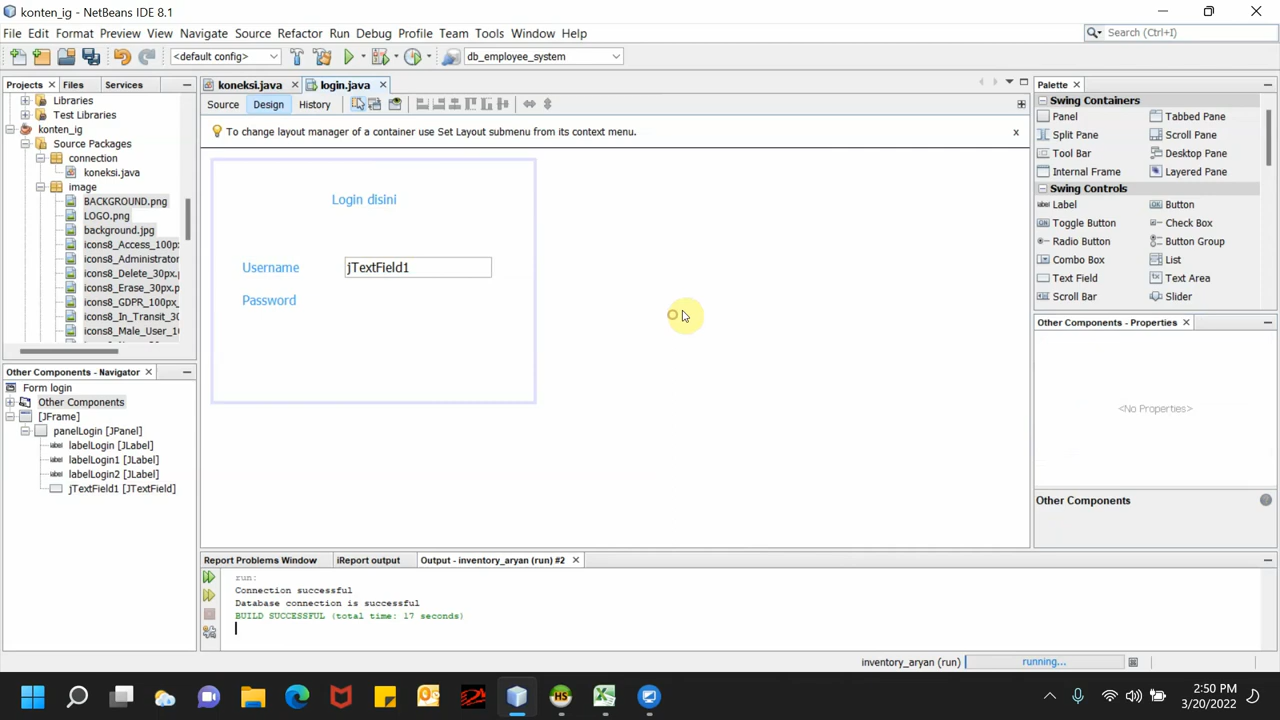 konten_ig - NetBeans IDE 8.1
File Edit Format Preview View Navigate Source Refactor Run Debug Profile Team Tools Window Help
Search (Ctrl+I)
<default config>
db_employee_system
Projects
Files
Services
Libraries
Test Libraries
konten_ig
Source Packages
connection
koneksi.java
image
BACKGROUND.png
LOGO.png
background.jpg
icons8_Access_100px
icons8_Administrator
icons8_Delete_30px.p
icons8_Erase_30px.p
icons8_GDPR_100px_
icons8_In_Transit_30
icons8_Male_User_1
Other Components - Navigator
Form login
Other Components
[JFrame]
panelLogin [JPanel]
labelLogin [JLabel]
labelLogin1 [JLabel]
labelLogin2 [JLabel]
jTextField1 [JTextField]
koneksi.java
login.java
Source Design History
To change layout manager of a container use Set Layout submenu from its context menu.
x
Login disini
Username
jTextField1
Password
Report Problems Window
iReport output
Output - inventory_aryan (run) #2
run:
Connection successful
Database connection is successful
BUILD SUCCESSFUL (total time: 17 seconds)
Palette
Swing Containers
Panel
Tabbed Pane
Split Pane
Scroll Pane
Tool Bar
Desktop Pane
Internal Frame
Layered Pane
Swing Controls
Label
Button
Toggle Button
Check Box
Radio Button
Button Group
Combo Box
List
Text Field
Text Area
Scroll Bar
Slider
Other Components - Properties
<No Properties>
Other Components
inventory_aryan (run)
running...
2:50 PM
3/20/2022